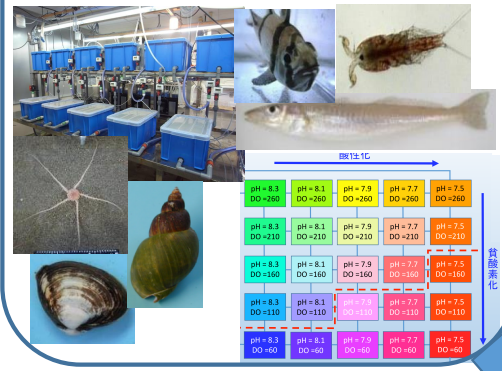 酸性化
pH = 8.3 pH = 8.1 pH = 7.9 pH = 7.7 pH = 7.5
DO =260 DO =260 DO =260 DO =260 DO =260
pH = 8.3 pH = 8.1 pH = 7.9 pH = 7.7 pH = 7.5
DO =210 DO =210 DO =210 DO =210 DO =210
pH = 8.3 pH = 8.1 pH = 7.9 pH = 7.7 pH = 7.5
DO =160 DO =160 DO =160 DO =160 DO =160
pH = 8.3 pH = 8.1 pH = 7.9 pH = 7.7 pH = 7.5
DO =110 DO =110 DO =110 DO =110 DO =110
pH = 8.3 pH = 8.1 pH = 7.9 pH = 7.7 pH = 7.5
DO =60 DO =60 DO =60 DO =60 DO =60
貧酸素化